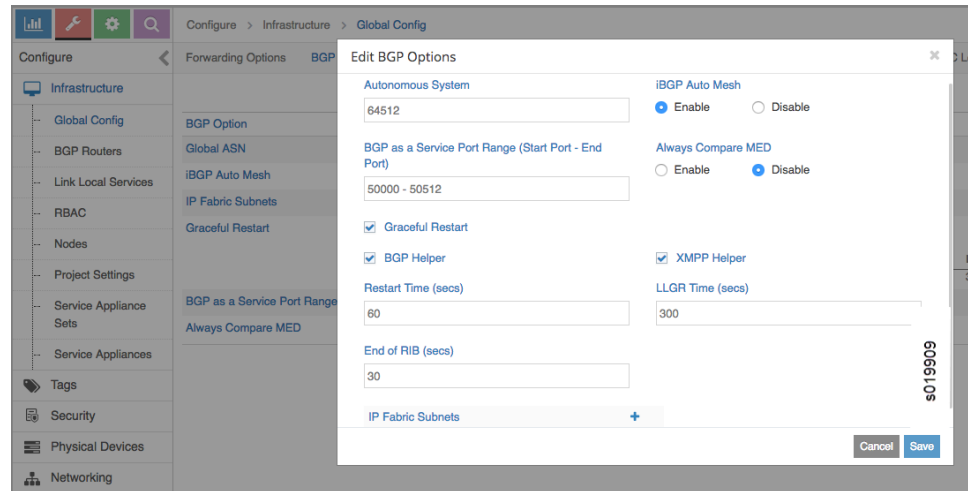 Configure > Infrastructure > Global Config
Configure
Forwarding Options BGP
Infrastructure
Global Config
BGP Routers
Link Local Services
RBAC
Nodes
Project Settings
Service Appliance
Sets
Service Appliances
Tags
Security
Physical Devices
Networking
BGP Option
Global ASN
iBGP Auto Mesh
IP Fabric Subnets
Graceful Restart
BGP as a Service Port Range
Always Compare MED
Edit BGP Options ×
Autonomous System iBGP Auto Mesh
64512 Enable Disable
BGP as a Service Port Range (Start Port - End
Port)
Always Compare MED
Enable Disable
50000 - 50512
Graceful Restart
BGP Helper XMPP Helper
Restart Time (secs) LLGR Time (secs)
60 300
End of RIB (secs)
30
IP Fabric Subnets +
Cancel Save
s019909